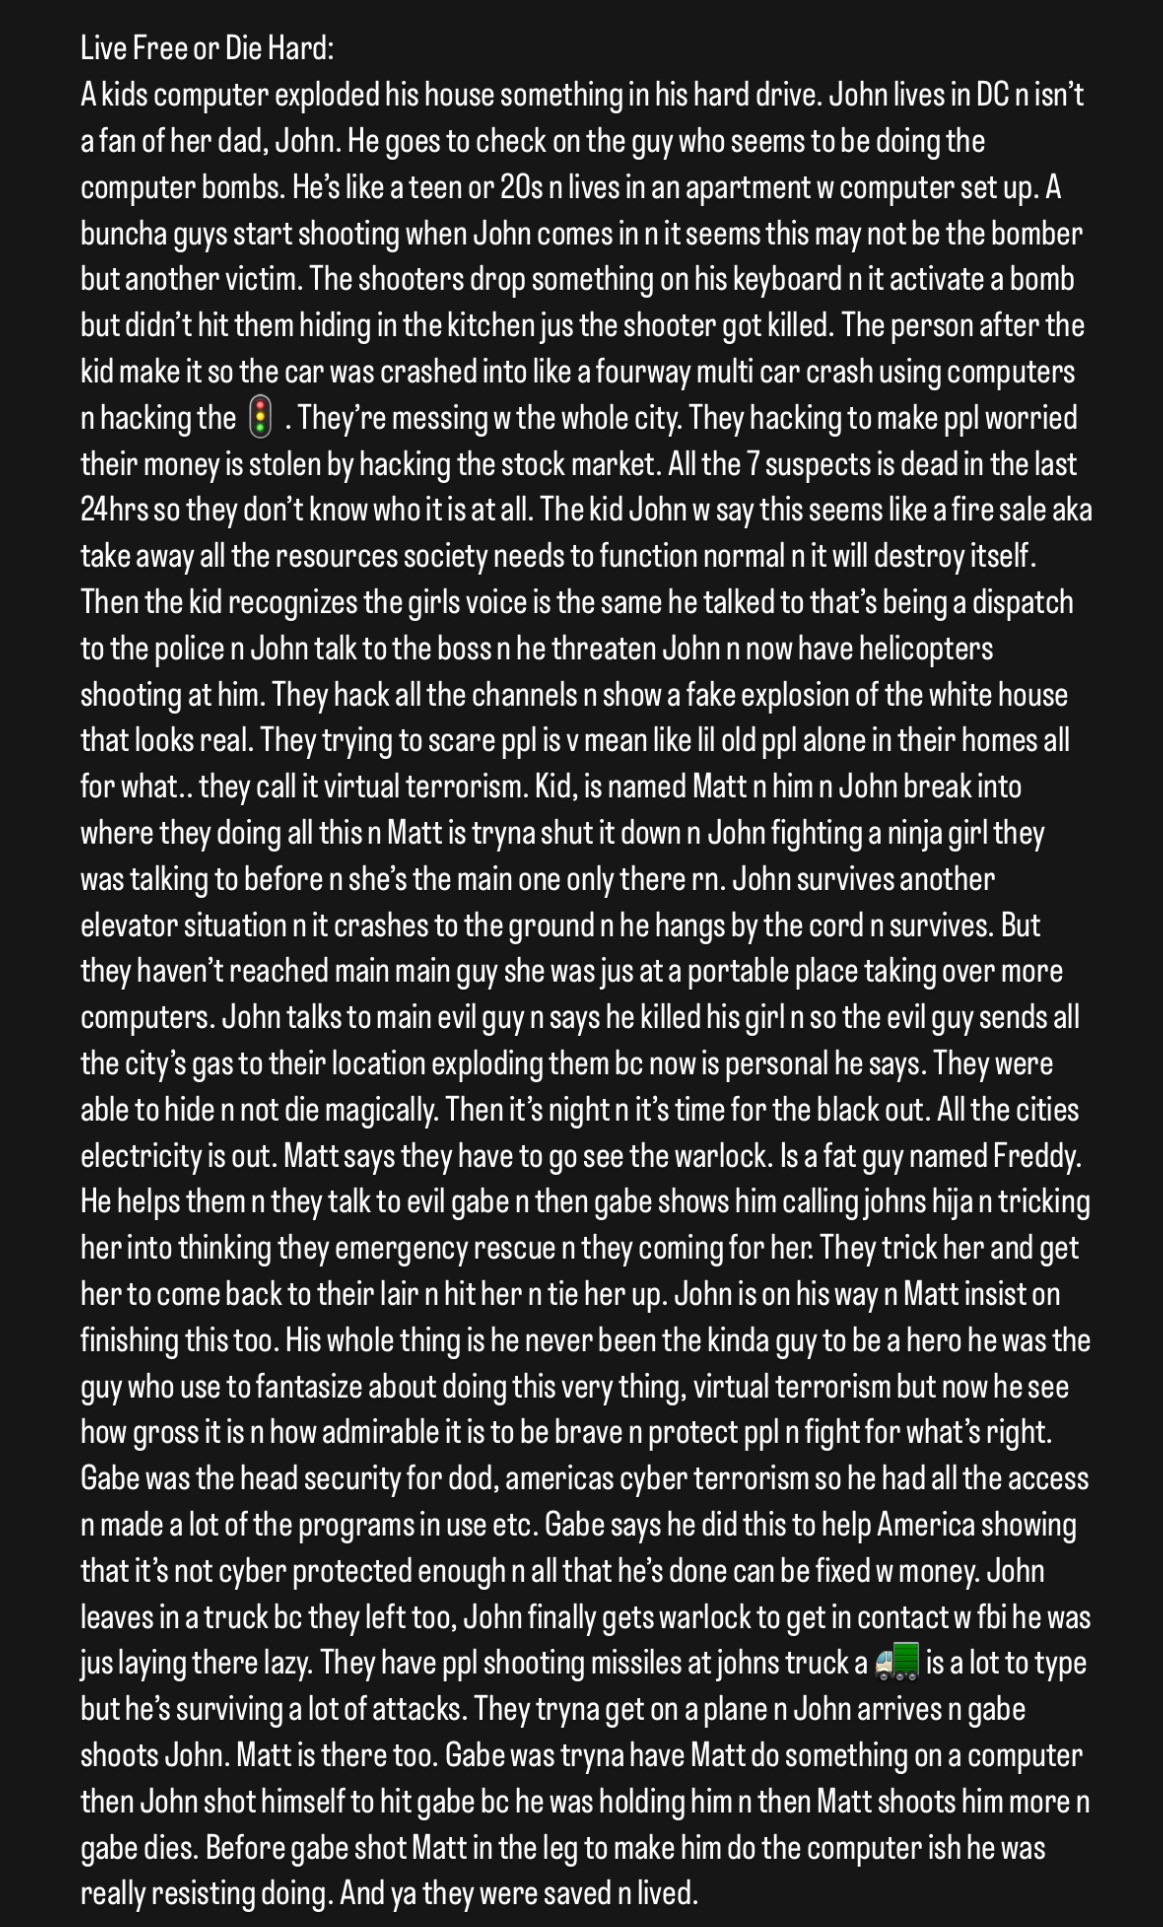 Live Free or Die Hard:
A kids computer exploded his house something in his hard drive. John lives in DC n isn't
a fan of her dad, John. He goes to check on the guy who seems to be doing the
computer bombs. He's like a teen or 20s n lives in an apartment w computer set up. A
buncha guys start shooting when John comes in n it seems this may not be the bomber
but another victim. The shooters drop something on his keyboard n it activate a bomb
but didn't hit them hiding in the kitchen jus the shooter got killed. The person after the
kid make it so the car was crashed into like a fourway multi car crash using computers
n hacking the 🚦 . They're messing w the whole city. They hacking to make ppl worried
their money is stolen by hacking the stock market. All the 7 suspects is dead in the last
24hrs so they don't know who it is at all. The kid John w say this seems like a fire sale aka
take away all the resources society needs to function normal n it will destroy itself.
Then the kid recognizes the girls voice is the same he talked to that's being a dispatch
to the police n John talk to the boss n he threaten John n now have helicopters
shooting at him. They hack all the channels n show a fake explosion of the white house
that looks real. They trying to scare ppl is v mean like lil old ppl alone in their homes all
for what.. they call it virtual terrorism. Kid, is named Matt n him n John break into
where they doing all this n Matt is tryna shut it down n John fighting a ninja girl they
was talking to before n she's the main one only there rn. John survives another
elevator situation n it crashes to the ground n he hangs by the cord n survives. But
they haven't reached main main guy she was jus at a portable place taking over more
computers. John talks to main evil guy n says he killed his girl n so the evil guy sends all
the city's gas to their location exploding them bc now is personal he says. They were
able to hide n not die magically. Then it's night n it's time for the black out. All the cities
electricity is out. Matt says they have to go see the warlock. Is a fat guy named Freddy.
He helps them n they talk to evil gabe n then gabe shows him calling johns hija n tricking
her into thinking they emergency rescue n they coming for her. They trick her and get
her to come back to their lair n hit her n tie her up. John is on his way n Matt insist on
finishing this too. His whole thing is he never been the kinda guy to be a hero he was the
guy who use to fantasize about doing this very thing, virtual terrorism but now he see
how gross it is n how admirable it is to be brave n protect ppl n fight for what's right.
Gabe was the head security for dod, americas cyber terrorism so he had all the access
n made a lot of the programs in use etc. Gabe says he did this to help America showing
that it's not cyber protected enough n all that he's done can be fixed w money. John
leaves in a truck bc they left too, John finally gets warlock to get in contact w fbi he was
jus laying there lazy. They have ppl shooting missiles at johns truck a 🚛 is a lot to type
but he's surviving a lot of attacks. They tryna get on a plane n John arrives n gabe
shoots John. Matt is there too. Gabe was tryna have Matt do something on a computer
then John shot himself to hit gabe bc he was holding him n then Matt shoots him more n
gabe dies. Before gabe shot Matt in the leg to make him do the computer ish he was
really resisting doing. And ya they were saved n lived.